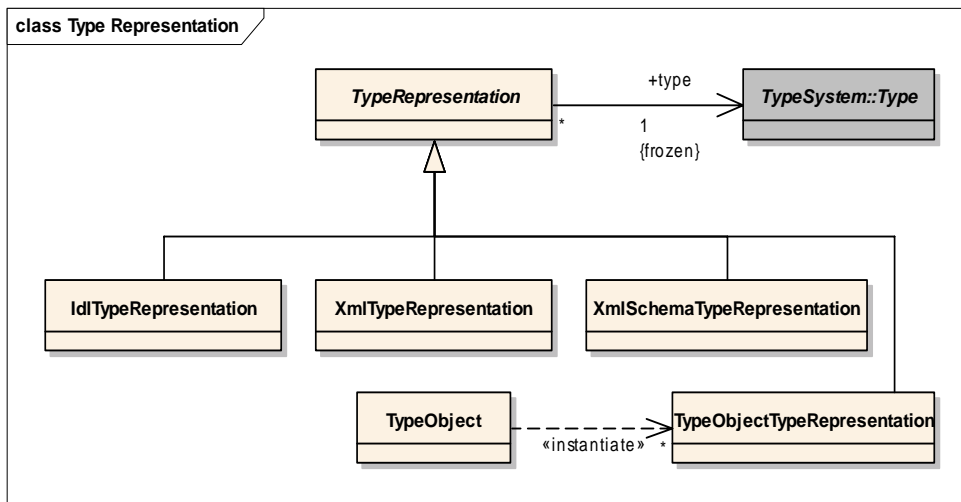 class Type Representation
TypeRepresentation
+type
TypeSystem::Type
*
1
{frozen}
IdlTypeRepresentation
XmlTypeRepresentation
XmlSchemaTypeRepresentation
TypeObject
TypeObjectTypeRepresentation
«instantiate»
*